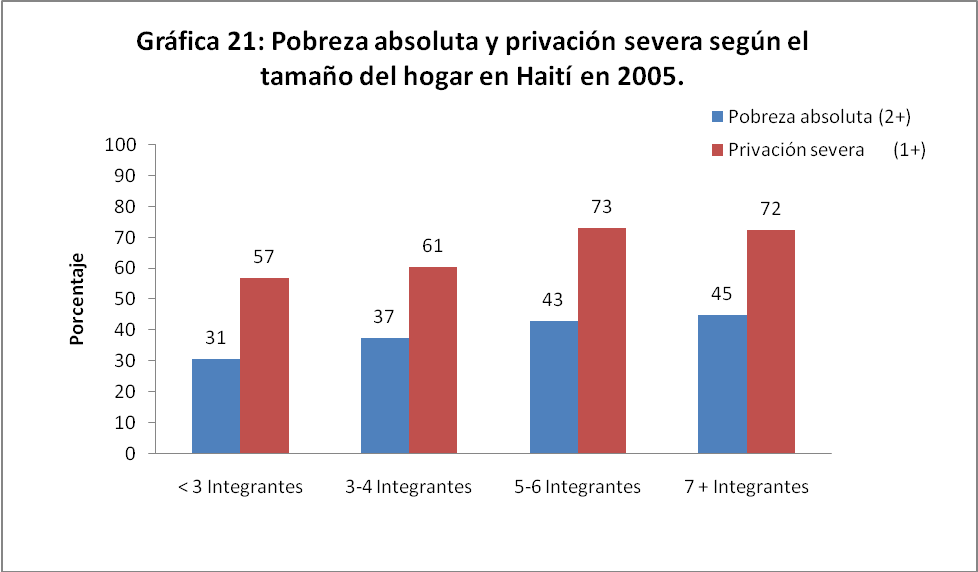 Gráfica 21: Pobreza absoluta y privación severa según el
tamaño del hogar en Haití en 2005.
Pobreza absoluta (2+)
Privación severa (1+)
Porcentaje
100
90
80
70
60
50
40
30
20
10
0
31
57
37
61
43
73
45
72
< 3 Integrantes
3-4 Integrantes
5-6 Integrantes
7 + Integrantes